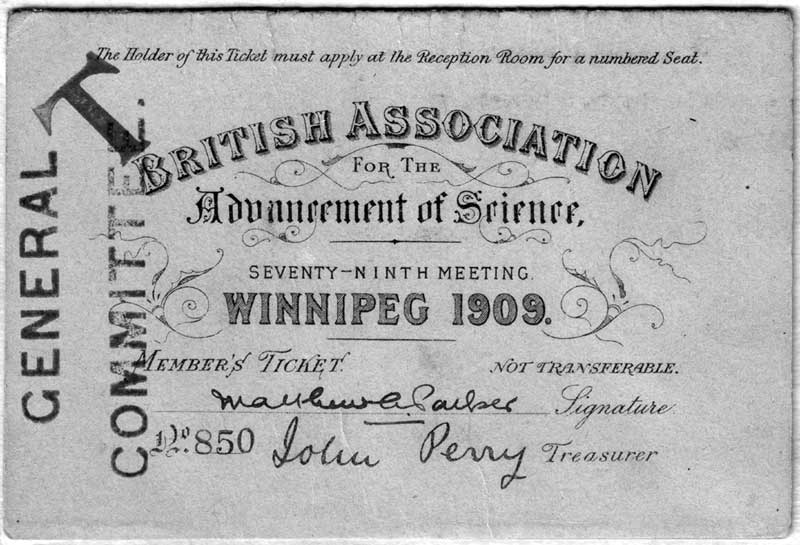 The Holder of this Ticket must apply at the Reception Room for a numbered Seat.
T
GENERAL
COMMITTEE.
BRITISH ASSOCIATION
FOR THE
Advancement of Science,
SEVENTY-NINTH MEETING.
WINNIPEG 1909.
MEMBER'S TICKET.
NOT TRANSFERABLE.
Matthew A. Parker Signature.
No. 850 John Perry Treasurer